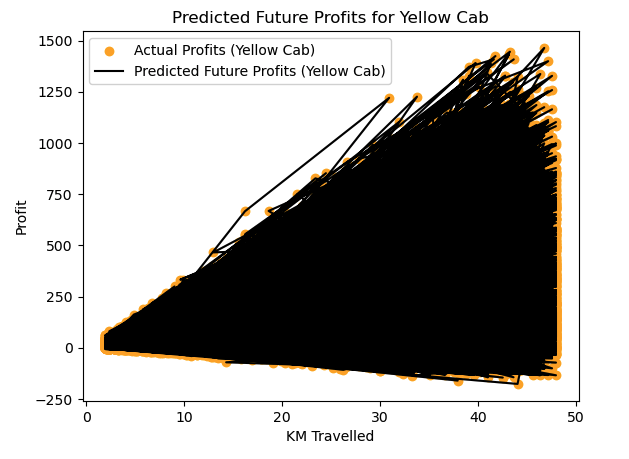 Predicted Future Profits for Yellow Cab
Actual Profits (Yellow Cab)
Predicted Future Profits (Yellow Cab)
1500
1250
1000
750
500
250
0
−250
Profit
0 10 20 30 40 50
KM Travelled